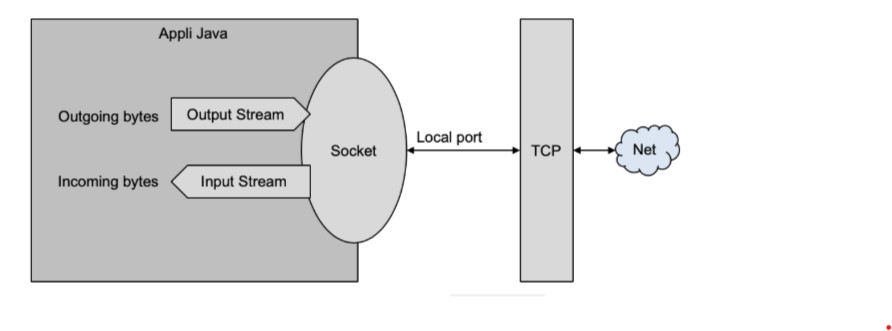 Appli Java
Outgoing bytes
Output Stream
Incoming bytes
Input Stream
Socket
Local port
TCP
Net